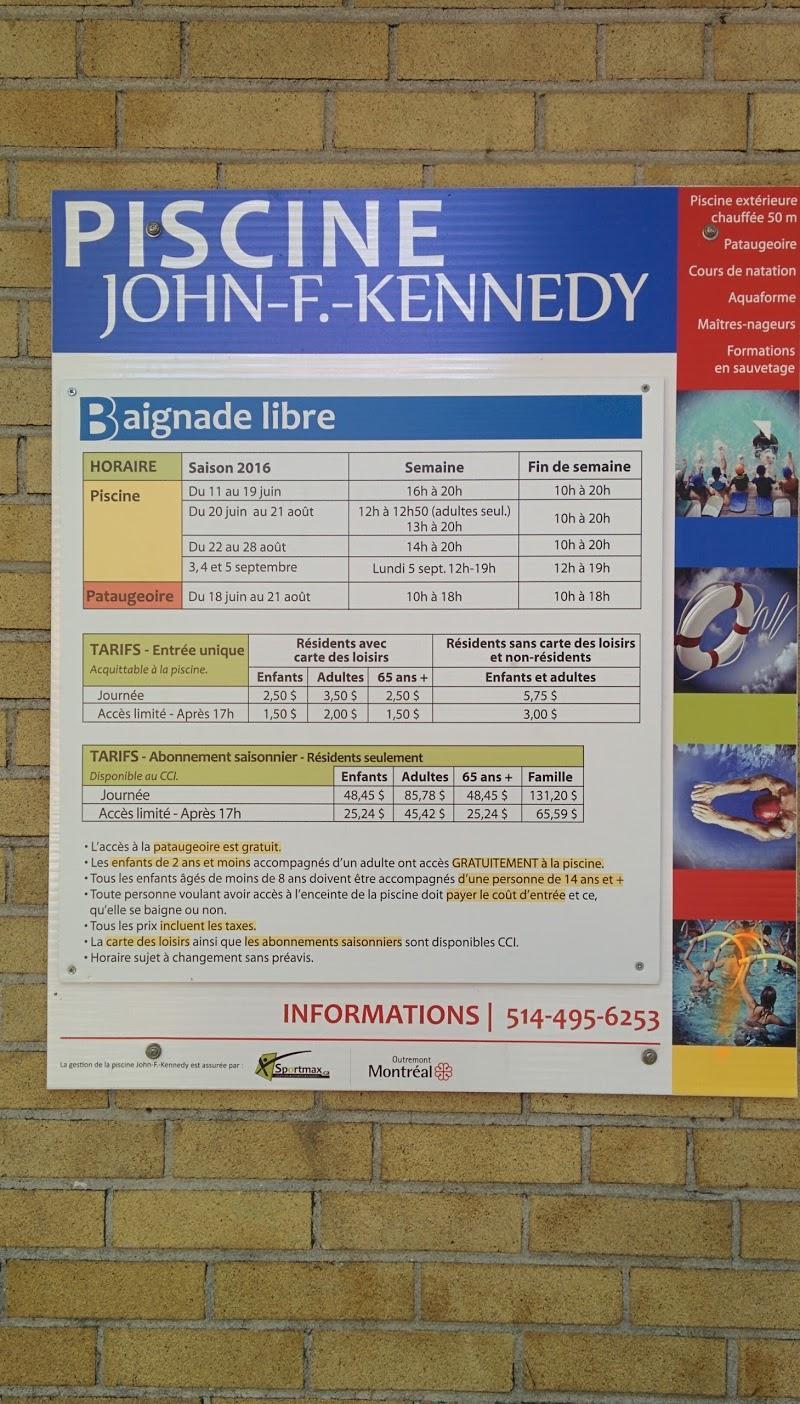 PISCINE
JOHN-F.-KENNEDY
Piscine extérieure
chauffée 50 m
Pataugeoire
Cours de natation
Aquaforme
Maîtres-nageurs
Formations
en sauvetage
Baignade libre
HORAIRE Saison 2016 Semaine Fin de semaine
Piscine Du 11 au 19 juin 16h à 20h 10h à 20h
Du 20 juin au 21 août 12h à 12h50 (adultes seul.) 10h à 20h
13h à 20h
Du 22 au 28 août 14h à 20h 10h à 20h
3, 4 et 5 septembre Lundi 5 sept. 12h-19h 12h à 19h
Pataugeoire Du 18 juin au 21 août 10h à 18h 10h à 18h
TARIFS - Entrée unique Résidents avec Résidents sans carte des loisirs
carte des loisirs et non-résidents
Acquittable à la piscine. Enfants Adultes 65 ans + Enfants et adultes
Journée 2,50 $ 3,50 $ 2,50 $ 5,75 $
Accès limité - Après 17h 1,50 $ 2,00 $ 1,50 $ 3,00 $
TARIFS - Abonnement saisonnier - Résidents seulement
Disponible au CCI. Enfants Adultes 65 ans + Famille
Journée 48,45 $ 85,78 $ 48,45 $ 131,20 $
Accès limité - Après 17h 25,24 $ 45,42 $ 25,24 $ 65,59 $
• L'accès à la pataugeoire est gratuit.
• Les enfants de 2 ans et moins accompagnés d'un adulte ont accès GRATUITEMENT à la piscine.
• Tous les enfants âgés de moins de 8 ans doivent être accompagnés d'une personne de 14 ans et +
• Toute personne voulant avoir accès à l'enceinte de la piscine doit payer le coût d'entrée et ce,
qu'elle se baigne ou non.
• Tous les prix incluent les taxes.
• La carte des loisirs ainsi que les abonnements saisonniers sont disponibles CCI.
• Horaire sujet à changement sans préavis.
INFORMATIONS | 514-495-6253
La gestion de la piscine John-F.-Kennedy est assurée par :
Sportmax.ca
Outremont
Montréal